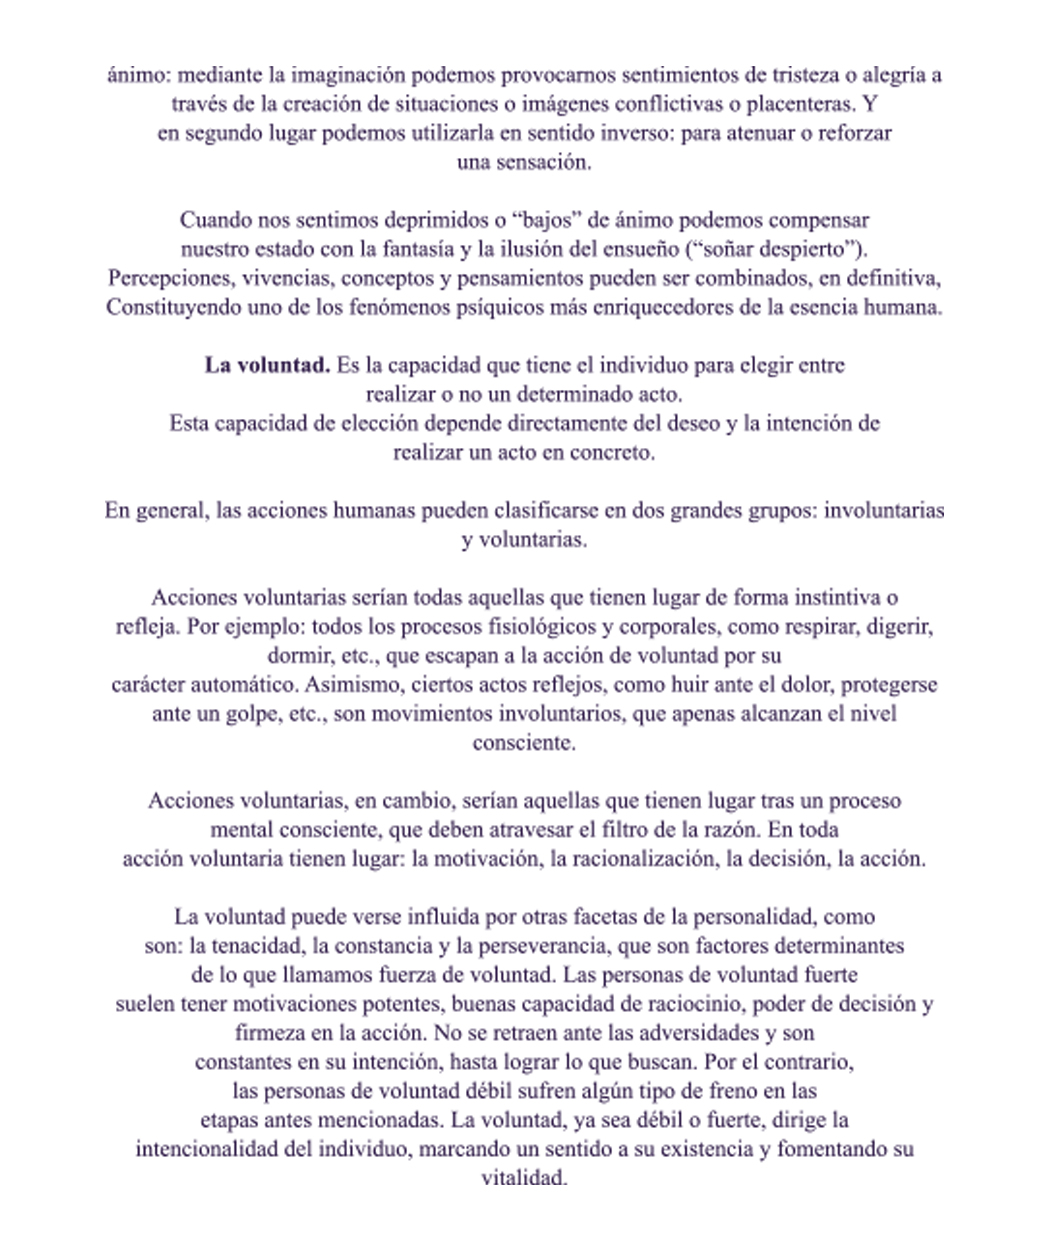 ánimo: mediante la imaginación podemos provocarnos sentimientos de tristeza o alegría a
través de la creación de situaciones o imágenes conflictivas o placenteras. Y
en segundo lugar podemos utilizarla en sentido inverso: para atenuar o reforzar
una sensación.
Cuando nos sentimos deprimidos o “bajos” de ánimo podemos compensar
nuestro estado con la fantasía y la ilusión del ensueño (“soñar despierto”).
Percepciones, vivencias, conceptos y pensamientos pueden ser combinados, en definitiva,
Constituyendo uno de los fenómenos psíquicos más enriquecedores de la esencia humana.
La voluntad. Es la capacidad que tiene el individuo para elegir entre
realizar o no un determinado acto.
Esta capacidad de elección depende directamente del deseo y la intención de
realizar un acto en concreto.
En general, las acciones humanas pueden clasificarse en dos grandes grupos: involuntarias
y voluntarias.
Acciones voluntarias serían todas aquellas que tienen lugar de forma instintiva o
refleja. Por ejemplo: todos los procesos fisiológicos y corporales, como respirar, digerir,
dormir, etc., que escapan a la acción de voluntad por su
carácter automático. Asimismo, ciertos actos reflejos, como huir ante el dolor, protegerse
ante un golpe, etc., son movimientos involuntarios, que apenas alcanzan el nivel
consciente.
Acciones voluntarias, en cambio, serían aquellas que tienen lugar tras un proceso
mental consciente, que deben atravesar el filtro de la razón. En toda
acción voluntaria tienen lugar: la motivación, la racionalización, la decisión, la acción.
La voluntad puede verse influida por otras facetas de la personalidad, como
son: la tenacidad, la constancia y la perseverancia, que son factores determinantes
de lo que llamamos fuerza de voluntad. Las personas de voluntad fuerte
suelen tener motivaciones potentes, buenas capacidad de raciocinio, poder de decisión y
firmeza en la acción. No se retraen ante las adversidades y son
constantes en su intención, hasta lograr lo que buscan. Por el contrario,
las personas de voluntad débil sufren algún tipo de freno en las
etapas antes mencionadas. La voluntad, ya sea débil o fuerte, dirige la
intencionalidad del individuo, marcando un sentido a su existencia y fomentando su
vitalidad.